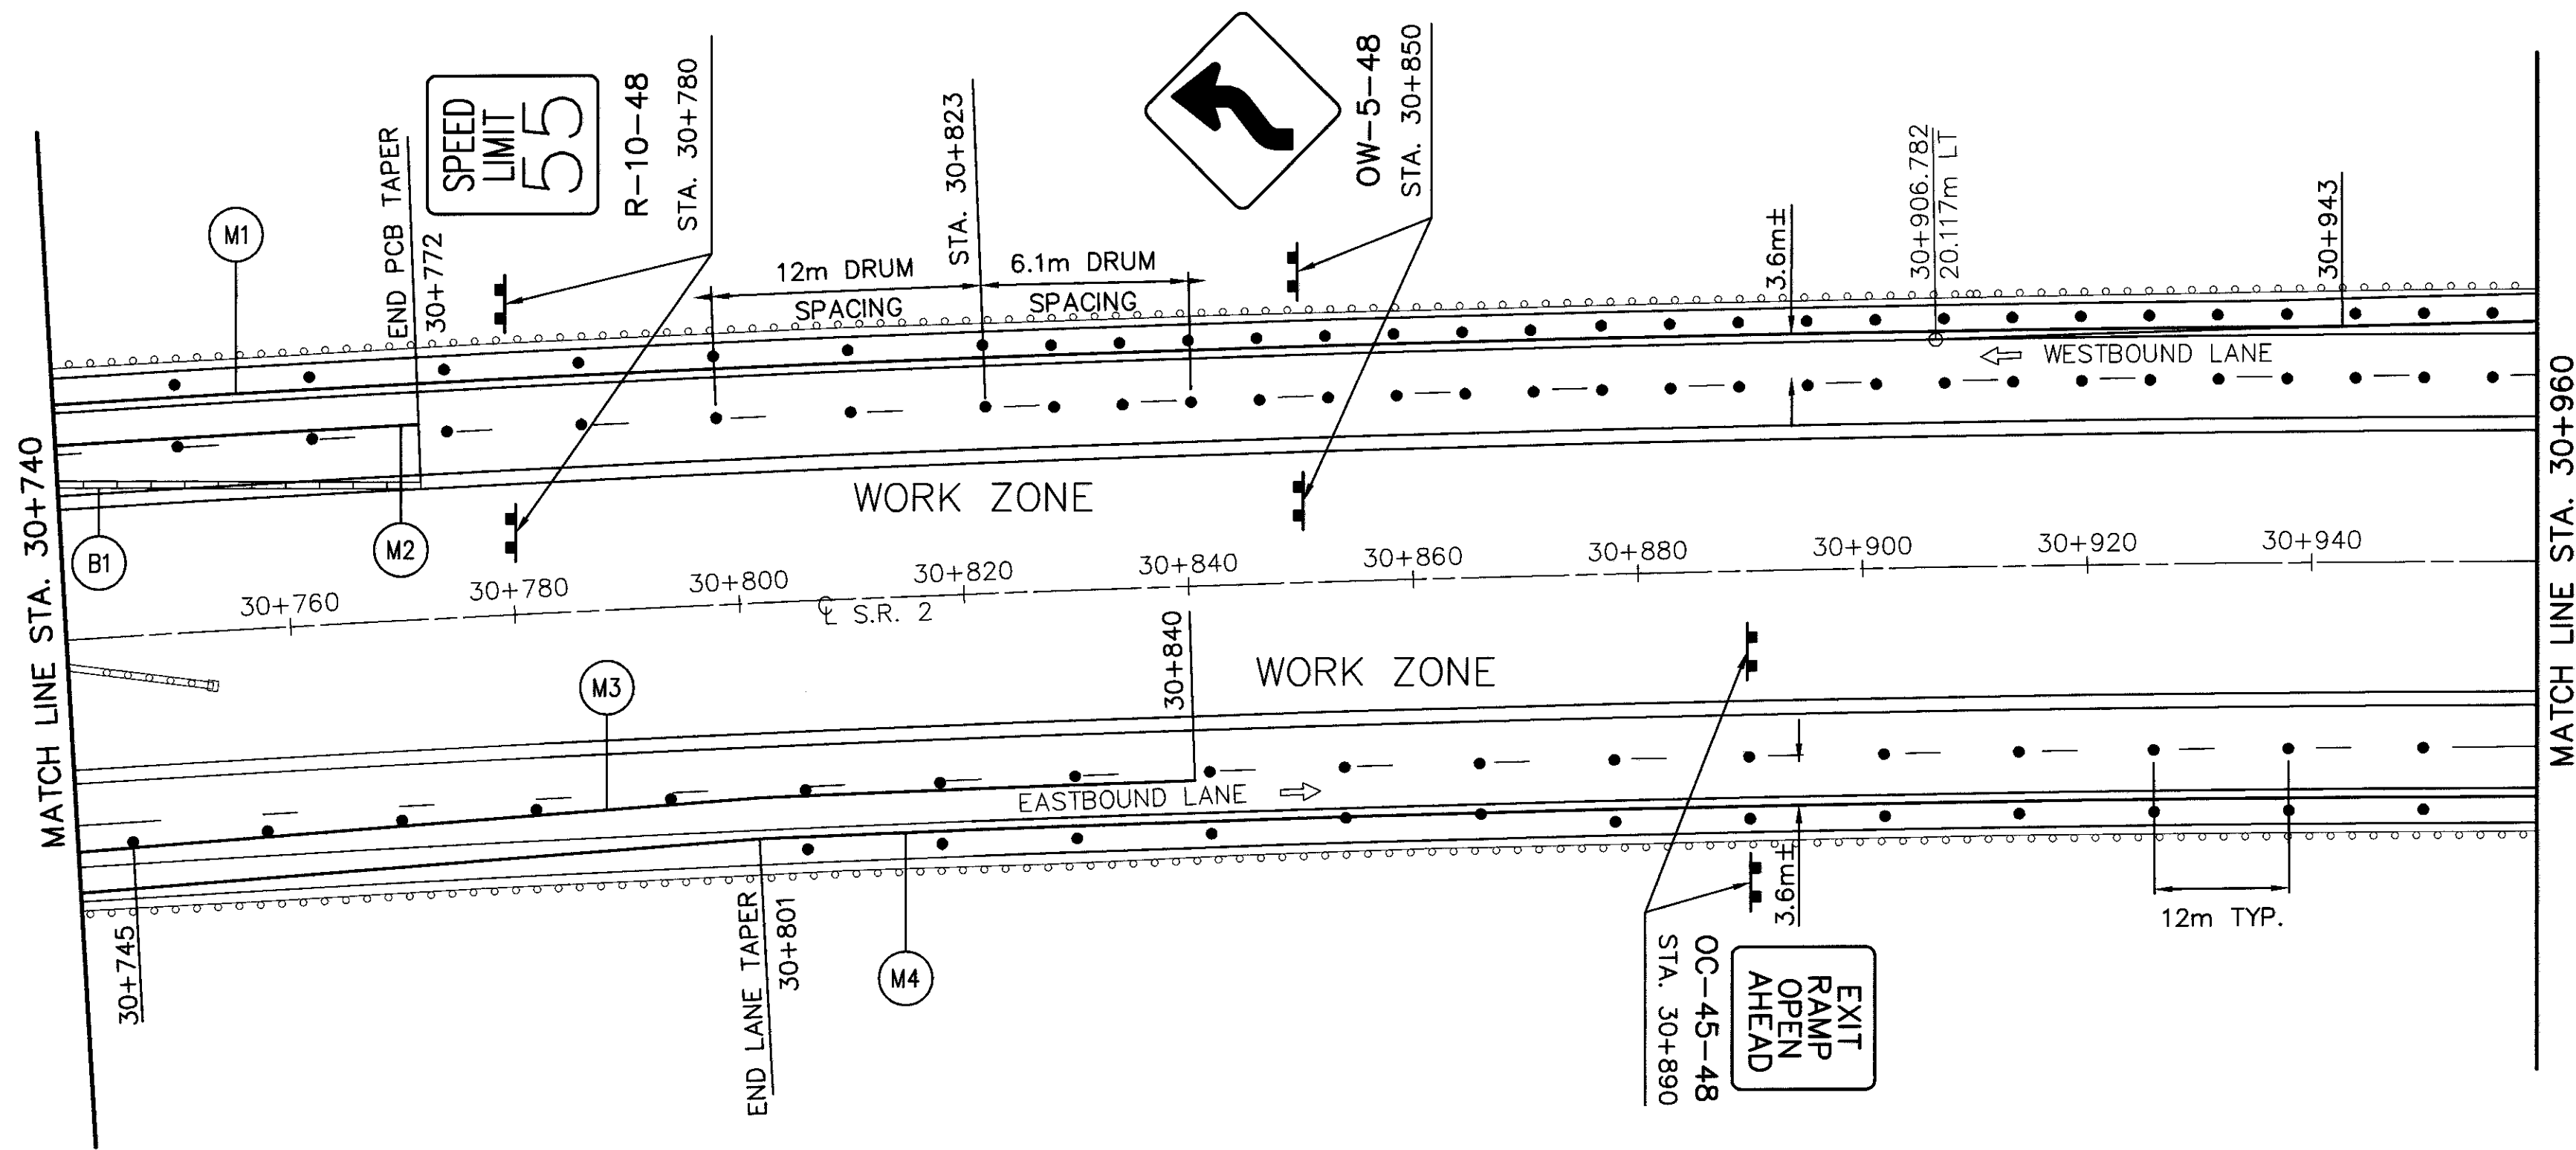 MATCH LINE STA. 30+740
M1
END PCB TAPER
30+772
SPEED
LIMIT
55
R-10-48
STA. 30+780
12m DRUM
SPACING
STA. 30+823
6.1m DRUM
SPACING
OW-5-48
STA. 30+850
3.6m±
30+906.782
20.117m LT
30+943
WESTBOUND LANE
B1
M2
WORK ZONE
30+760
30+780
30+800
30+820
30+840
30+860
30+880
30+900
30+920
30+940
℄ S.R. 2
M3
30+840
WORK ZONE
EASTBOUND LANE
30+745
END LANE TAPER
30+801
M4
STA. 30+890
OC-45-48
EXIT
RAMP
OPEN
AHEAD
3.6m±
12m TYP.
MATCH LINE STA. 30+960